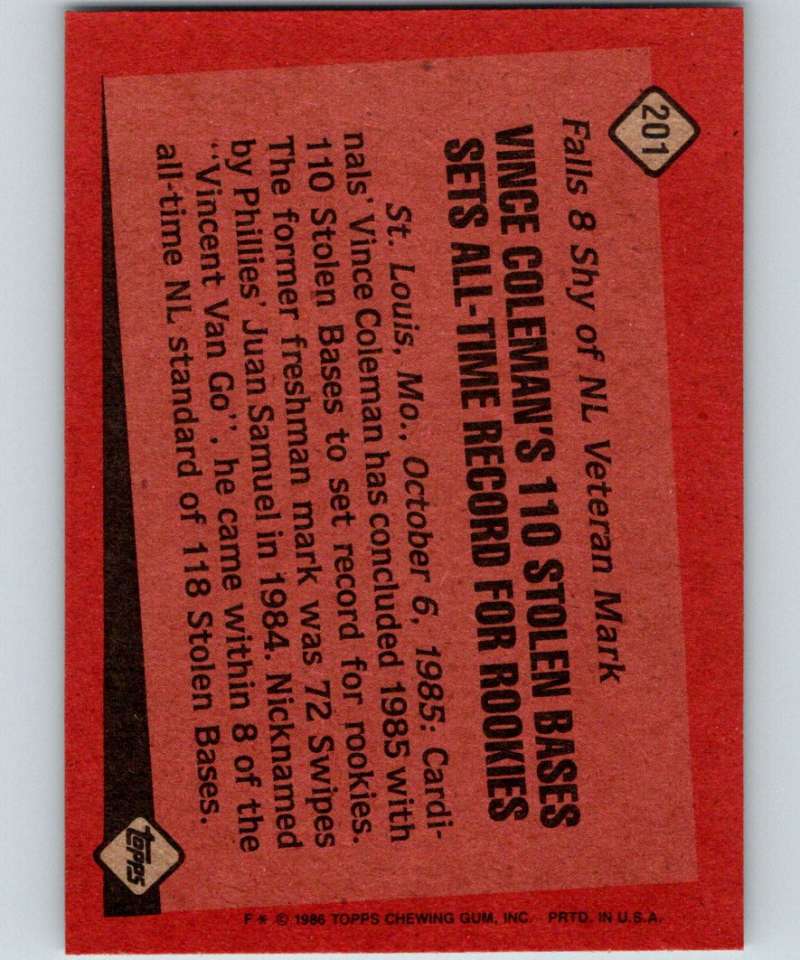 201
Falls 8 Shy of NL Veteran Mark
VINCE COLEMAN'S 110 STOLEN BASES
SETS ALL-TIME RECORD FOR ROOKIES
St. Louis, Mo., October 6, 1985: Cardi-
nals' Vince Coleman has concluded 1985 with
110 Stolen Bases to set record for rookies.
The former freshman mark was 72 Swipes
by Phillies' Juan Samuel in 1984. Nicknamed
"Vincent Van Go", he came within 8 of the
all-time NL standard of 118 Stolen Bases.
topps
F * © 1986 TOPPS CHEWING GUM, INC. PRTD. IN U.S.A.